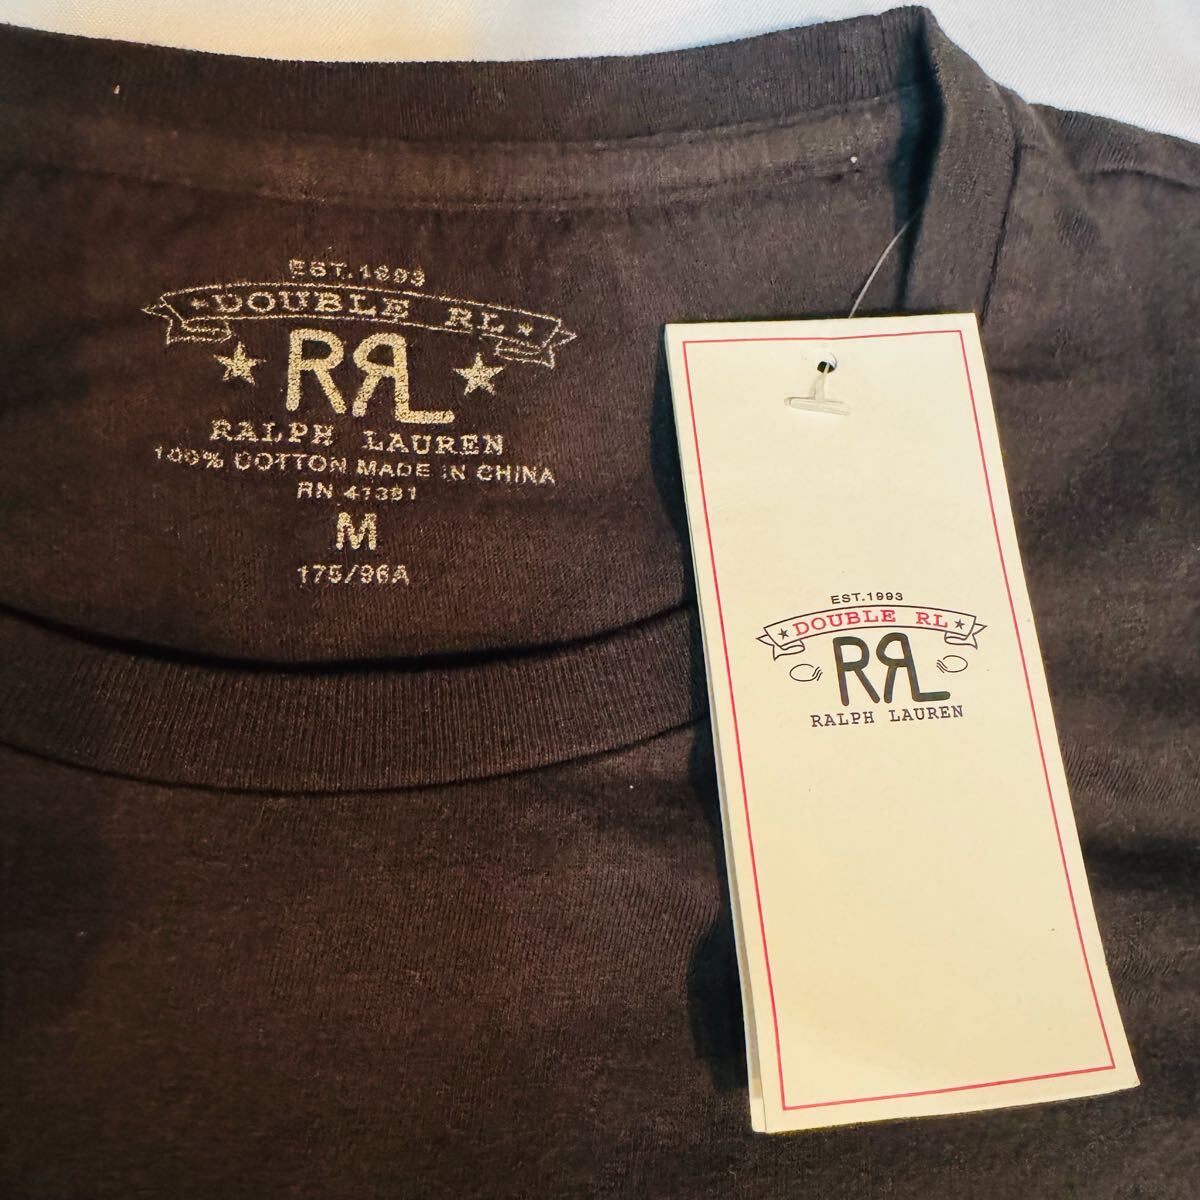 EST.1993
DOUBLE RL
RRL
RALPH LAUREN
100% COTTON MADE IN CHINA
RN 41381
M
175/96A
EST.1993
DOUBLE RL
RRL
RALPH LAUREN